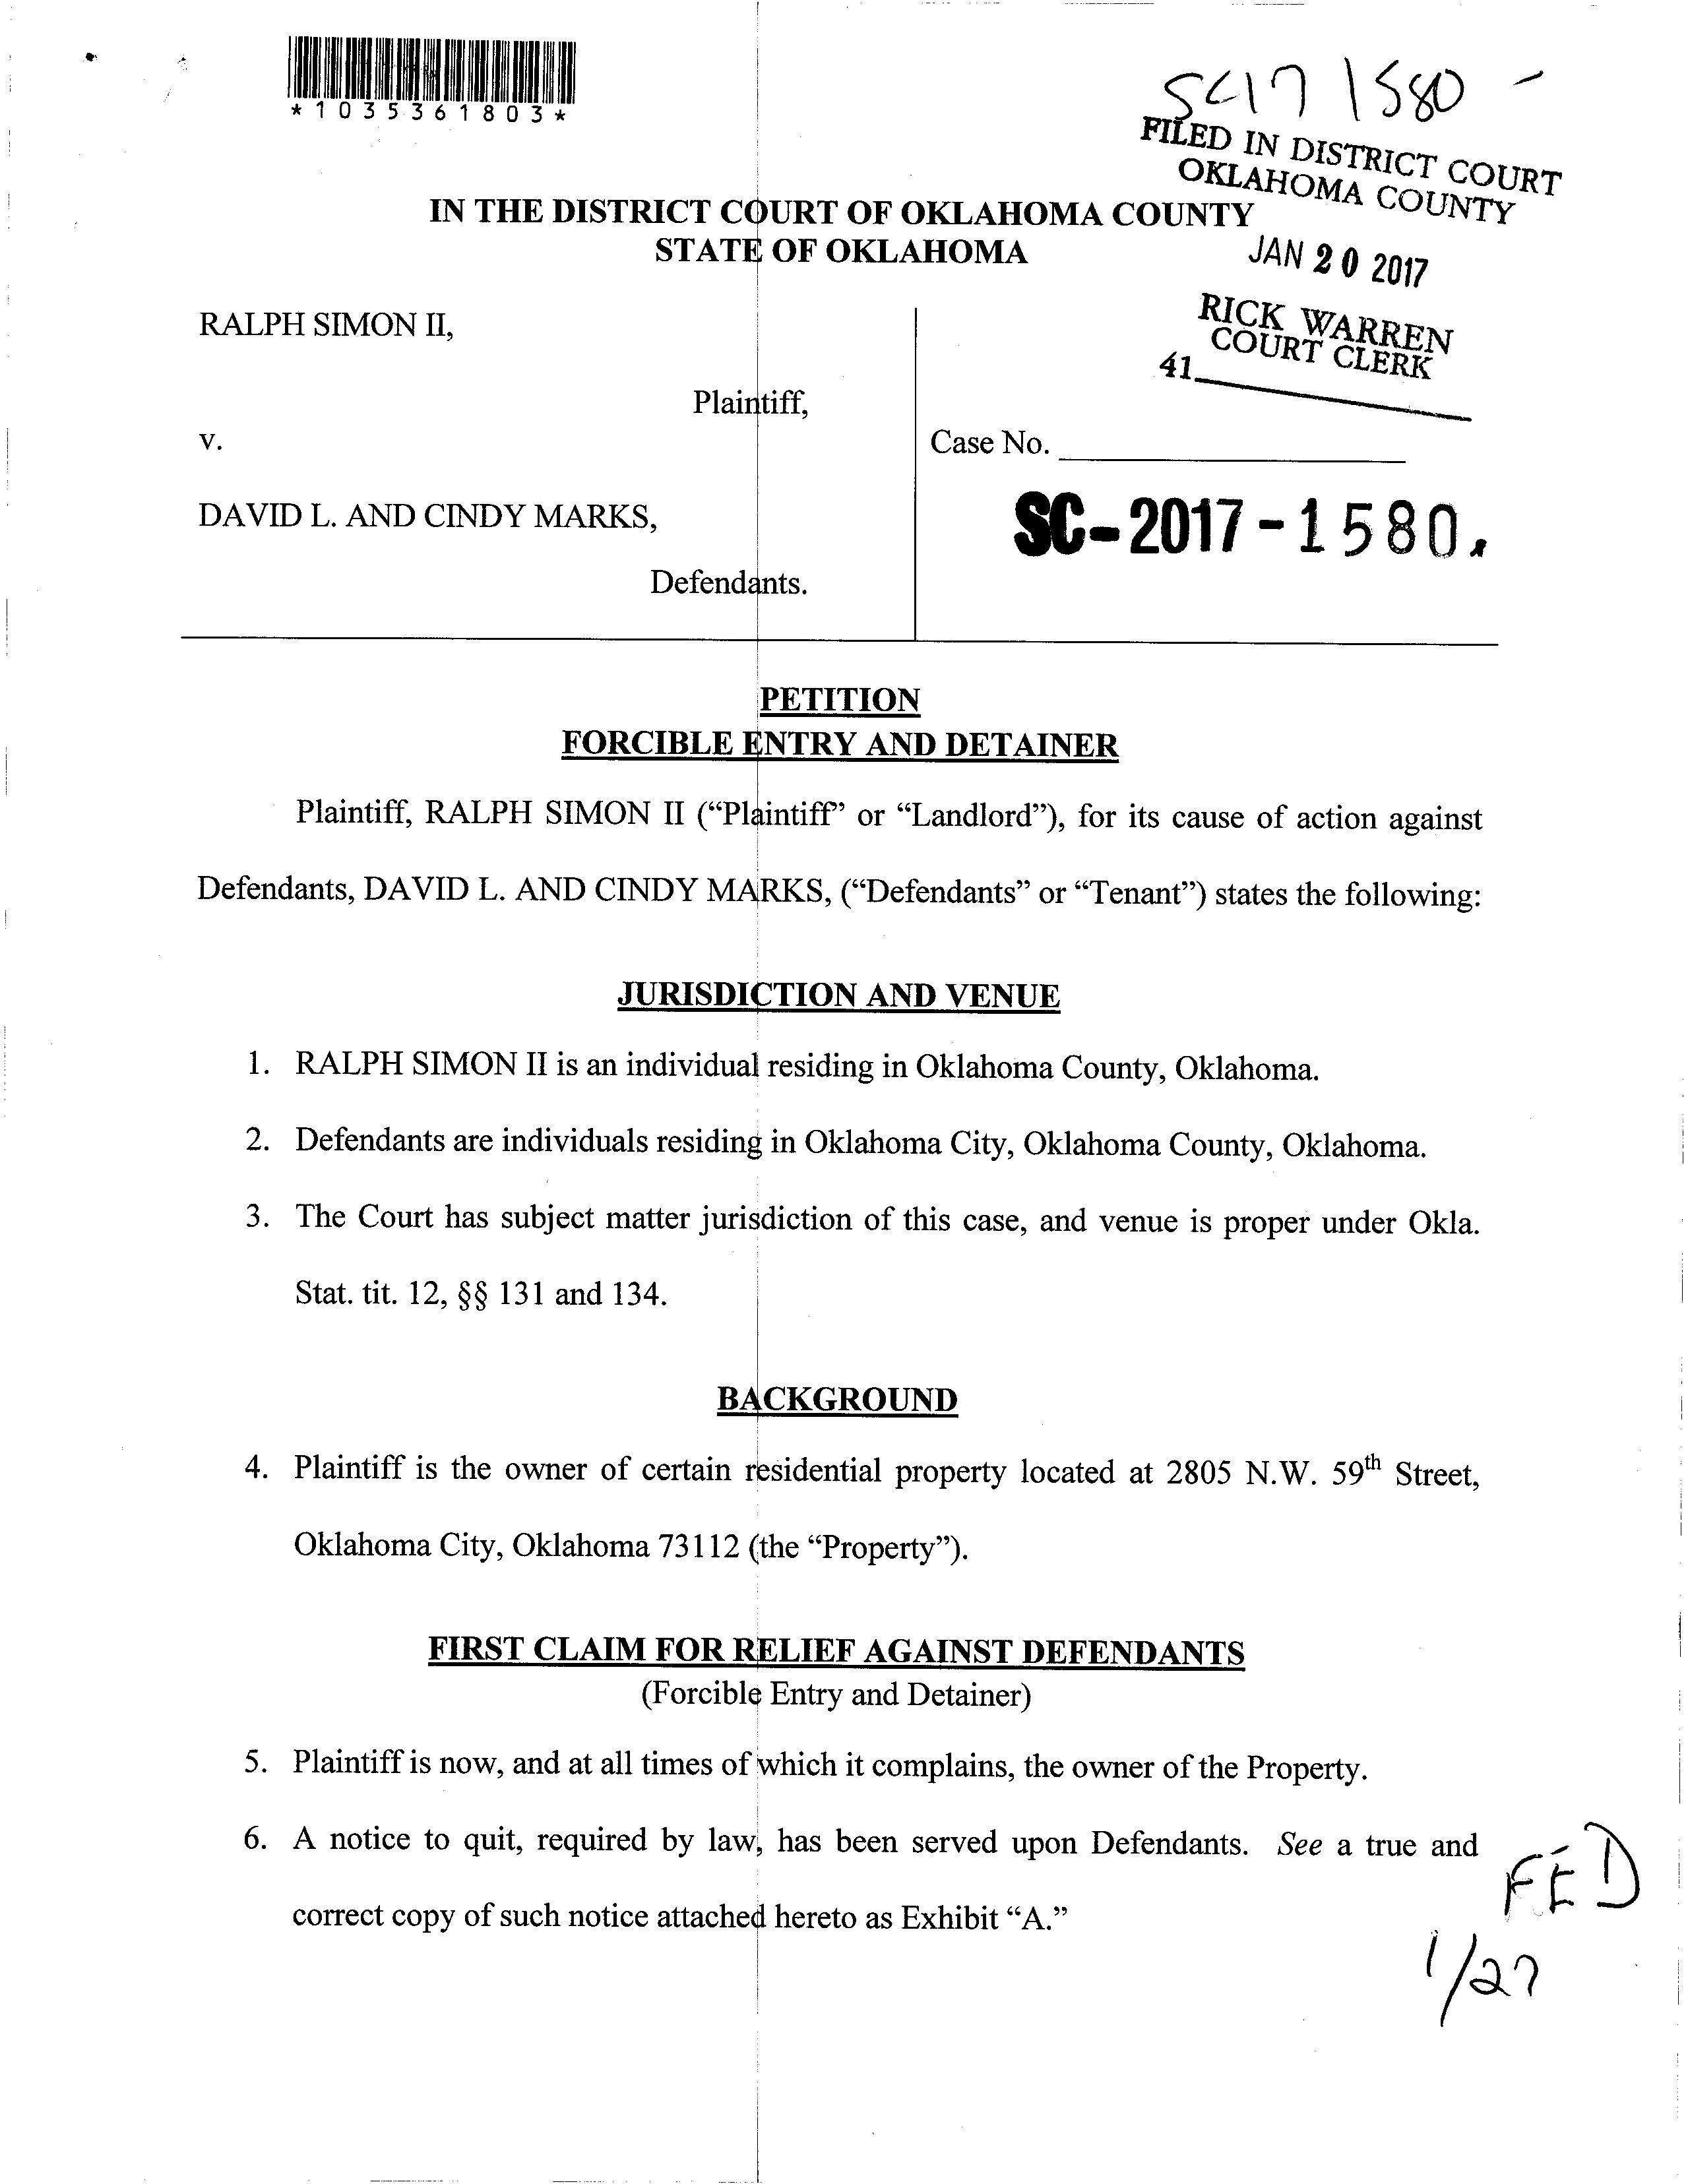 *1035361803*
SC17 1580 -
FILED IN DISTRICT COURT
OKLAHOMA COUNTY
JAN 20 2017
RICK WARREN
COURT CLERK
41
IN THE DISTRICT COURT OF OKLAHOMA COUNTY
STATE OF OKLAHOMA
RALPH SIMON II,
Plaintiff,
v.
DAVID L. AND CINDY MARKS,
Defendants.
Case No.
SC-2017-1580
PETITION
FORCIBLE ENTRY AND DETAINER
Plaintiff, RALPH SIMON II (“Plaintiff” or “Landlord”), for its cause of action against
Defendants, DAVID L. AND CINDY MARKS, (“Defendants” or “Tenant”) states the following:
JURISDICTION AND VENUE
1. RALPH SIMON II is an individual residing in Oklahoma County, Oklahoma.
2. Defendants are individuals residing in Oklahoma City, Oklahoma County, Oklahoma.
3. The Court has subject matter jurisdiction of this case, and venue is proper under Okla.
Stat. tit. 12, §§ 131 and 134.
BACKGROUND
4. Plaintiff is the owner of certain residential property located at 2805 N.W. 59th Street,
Oklahoma City, Oklahoma 73112 (the “Property”).
FIRST CLAIM FOR RELIEF AGAINST DEFENDANTS
(Forcible Entry and Detainer)
5. Plaintiff is now, and at all times of which it complains, the owner of the Property.
6. A notice to quit, required by law, has been served upon Defendants. See a true and
correct copy of such notice attached hereto as Exhibit “A.”
FED
1/27